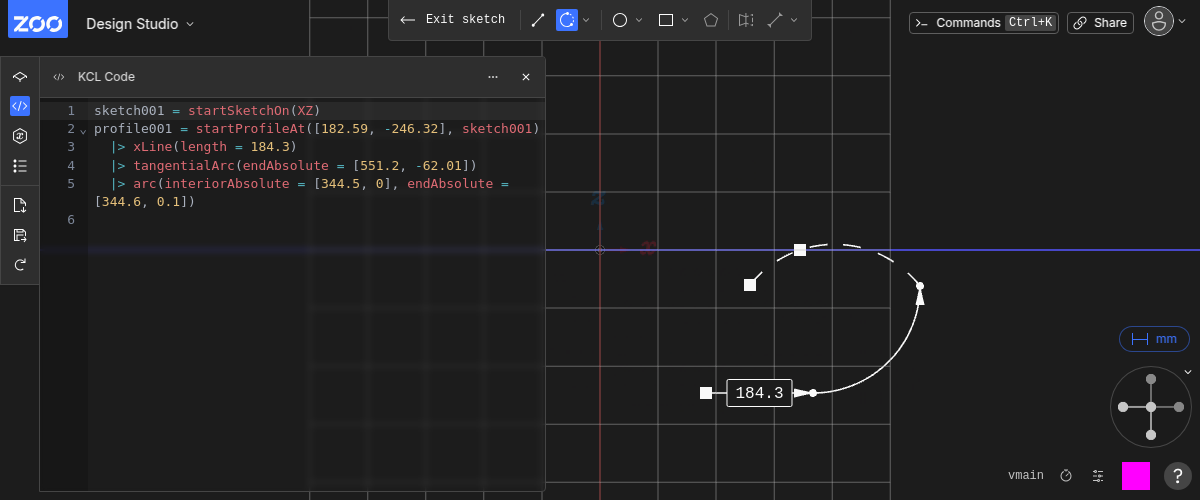 ZOO
Design Studio
Exit sketch
Commands Ctrl+K
Share
KCL Code
1 sketch001 = startSketchOn(XZ)
2 profile001 = startProfileAt([182.59, -246.32], sketch001)
3 |> xLine(length = 184.3)
4 |> tangentialArc(endAbsolute = [551.2, -62.01])
5 |> arc(interiorAbsolute = [344.5, 0], endAbsolute =
[344.6, 0.1])
6
z
x
184.3
mm
vmain
?